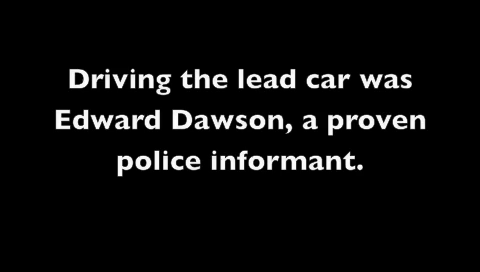 Driving the lead car was
Edward Dawson, a proven
police informant.